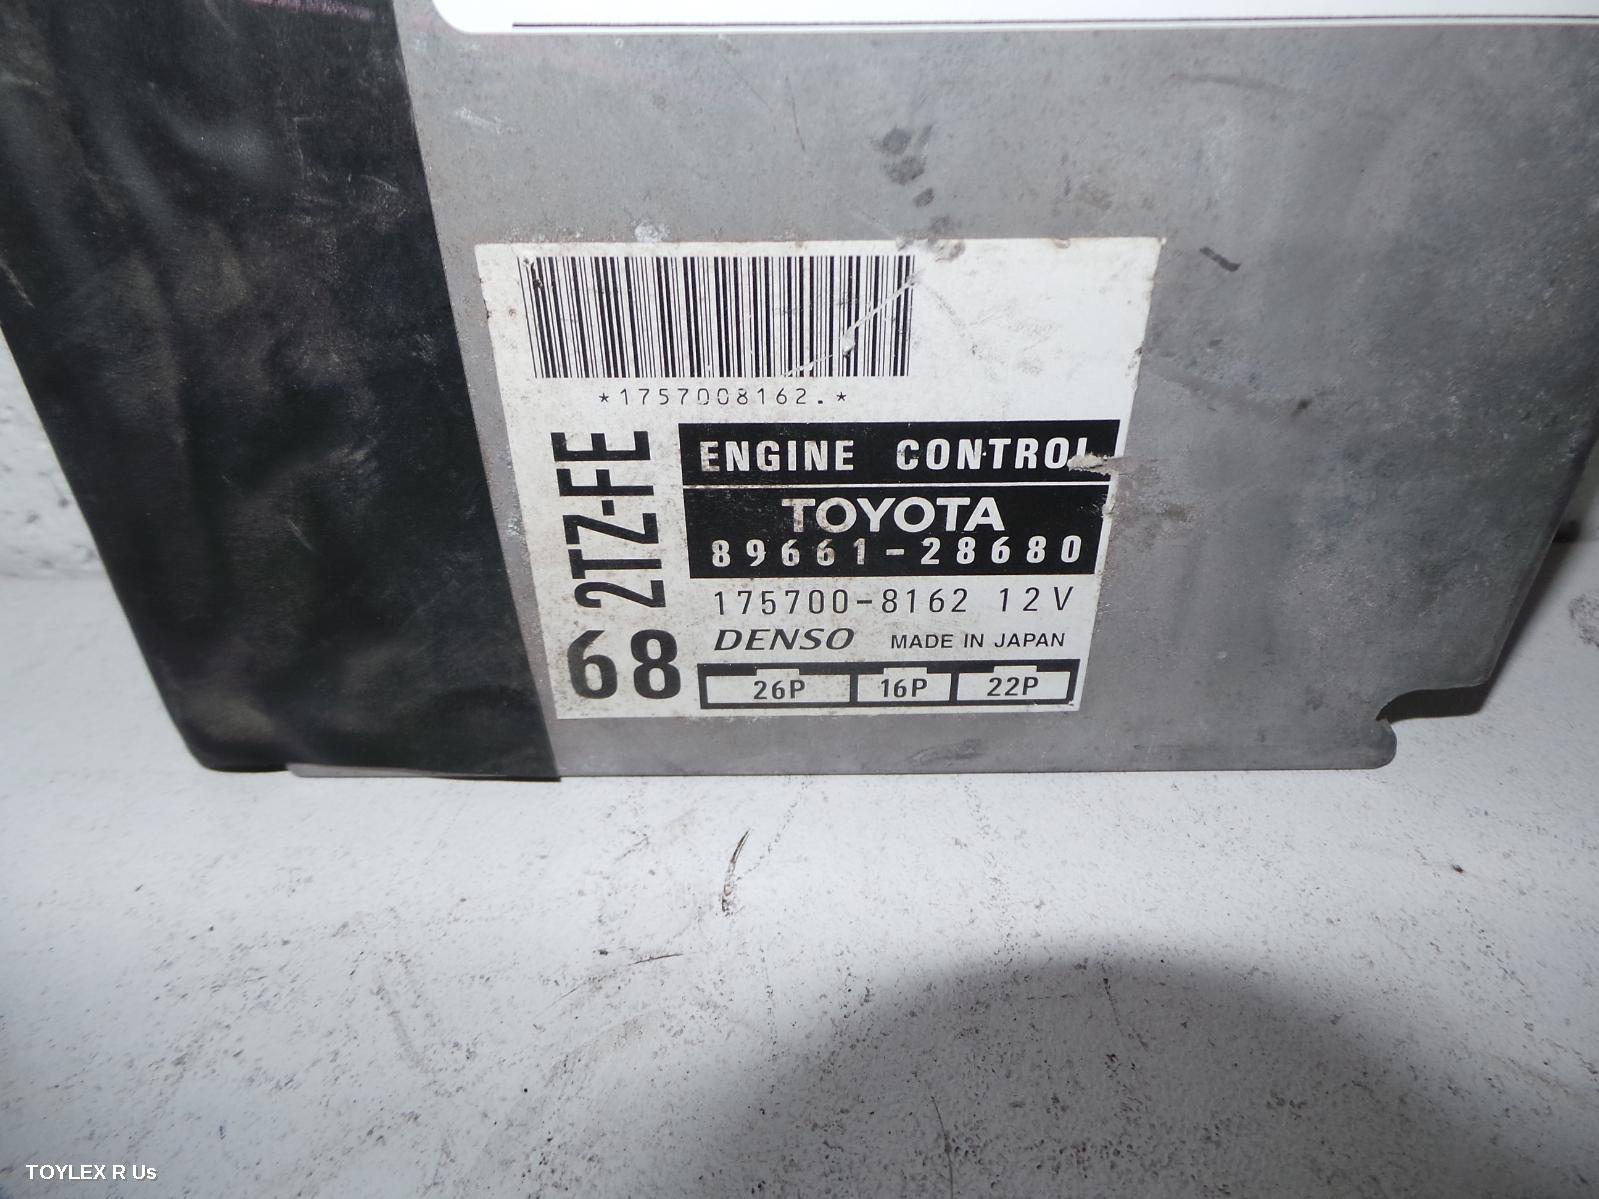 *1757008162.*
2TZ-FE
68
ENGINE CONTROL
TOYOTA
89661-28680
175700-8162 12V
DENSO MADE IN JAPAN
26P 16P 22P
TOYLEX R Us